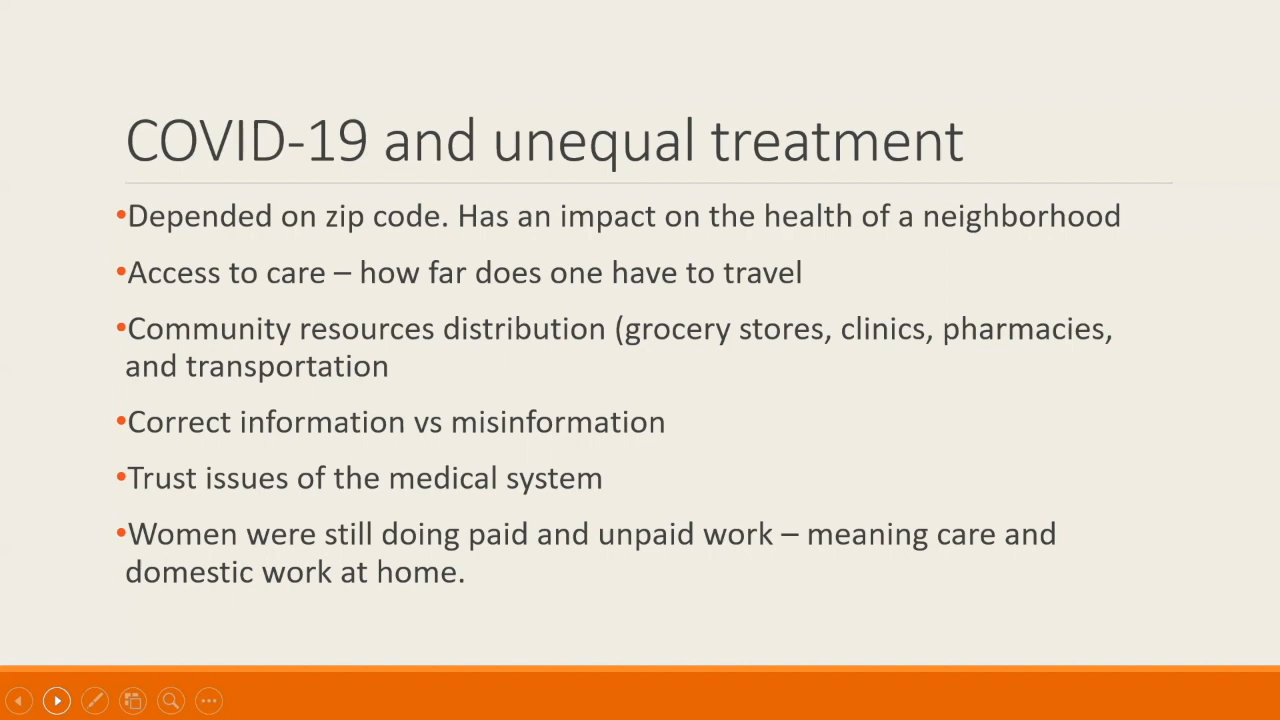 COVID-19 and unequal treatment
•Depended on zip code. Has an impact on the health of a neighborhood
•Access to care – how far does one have to travel
•Community resources distribution (grocery stores, clinics, pharmacies,
and transportation
•Correct information vs misinformation
•Trust issues of the medical system
•Women were still doing paid and unpaid work – meaning care and
domestic work at home.